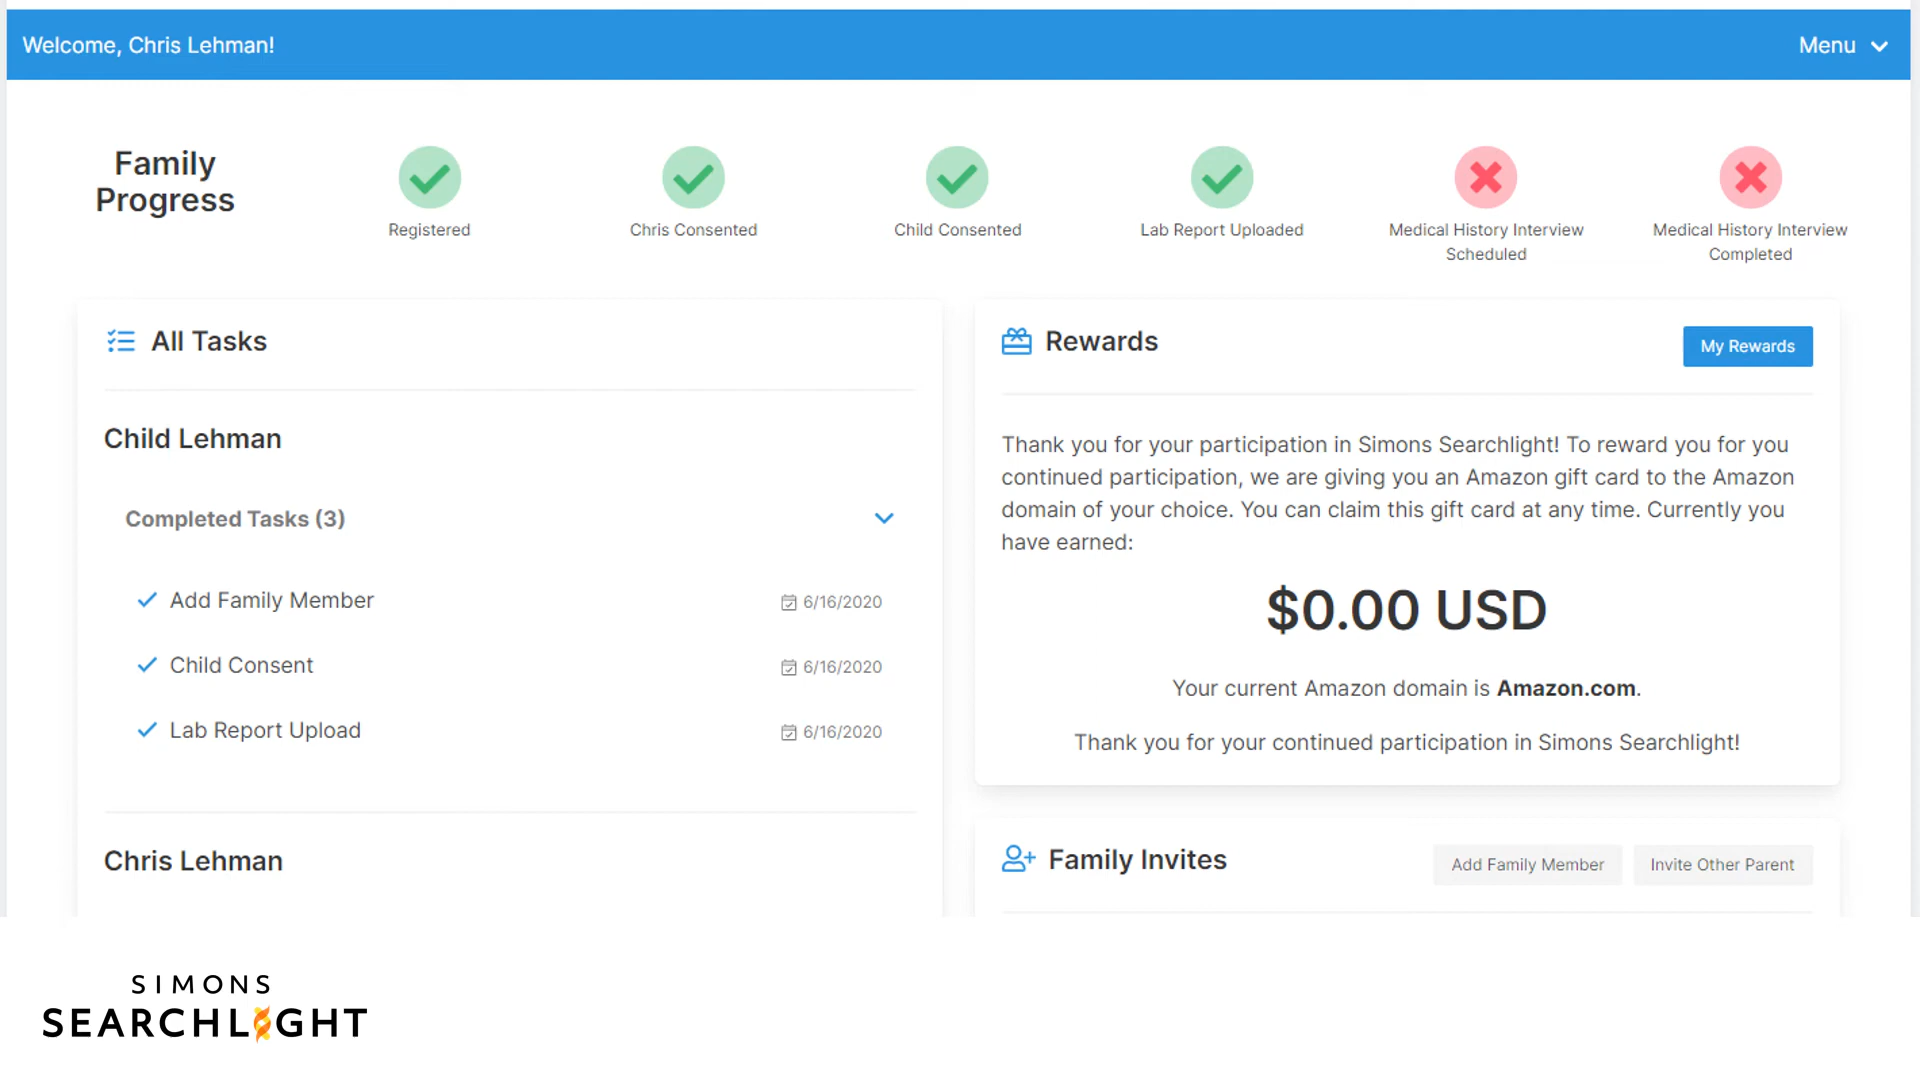 Welcome, Chris Lehman!
Menu
Family
Progress
Registered
Chris Consented
Child Consented
Lab Report Uploaded
Medical History Interview
Scheduled
Medical History Interview
Completed
All Tasks
Child Lehman
Completed Tasks (3)
Add Family Member 6/16/2020
Child Consent 6/16/2020
Lab Report Upload 6/16/2020
Chris Lehman
Rewards
My Rewards
Thank you for your participation in Simons Searchlight! To reward you for you
continued participation, we are giving you an Amazon gift card to the Amazon
domain of your choice. You can claim this gift card at any time. Currently you
have earned:
$0.00 USD
Your current Amazon domain is Amazon.com.
Thank you for your continued participation in Simons Searchlight!
Family Invites
Add Family Member
Invite Other Parent
SIMONS
SEARCHLIGHT